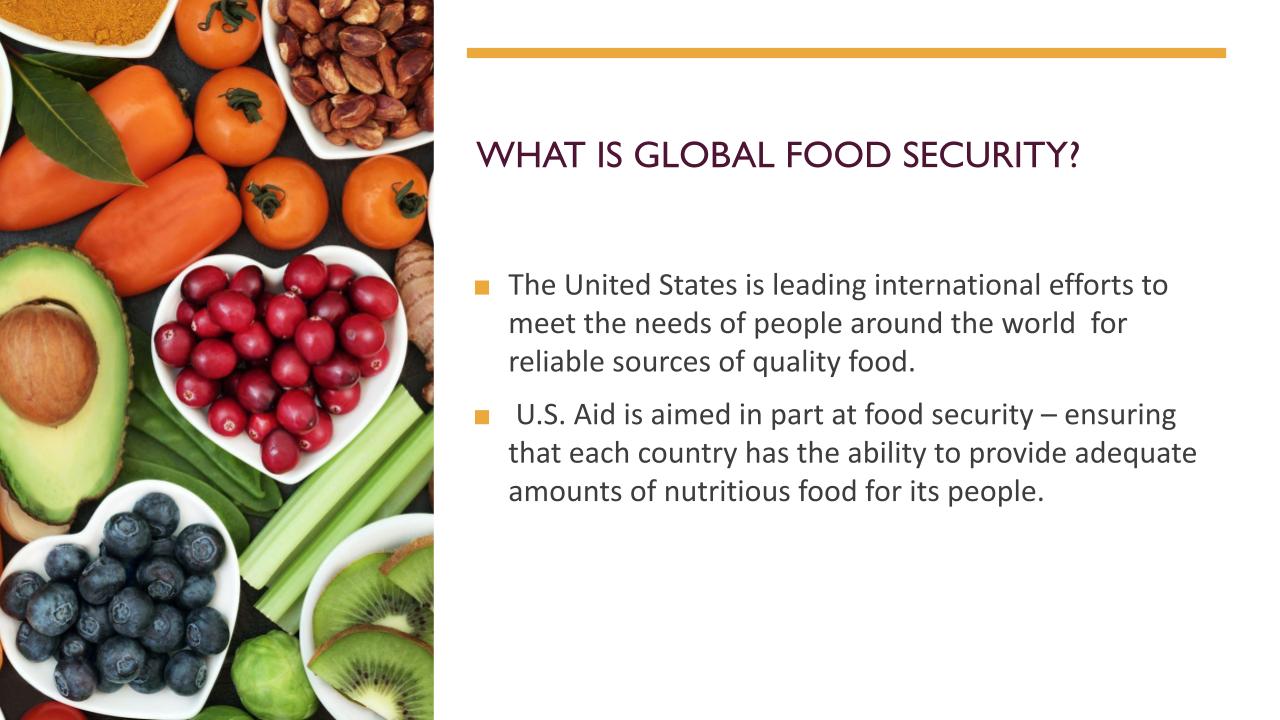 WHAT IS GLOBAL FOOD SECURITY?
The United States is leading international efforts to
meet the needs of people around the world  for
reliable sources of quality food.
U.S. Aid is aimed in part at food security – ensuring
that each country has the ability to provide adequate
amounts of nutritious food for its people.